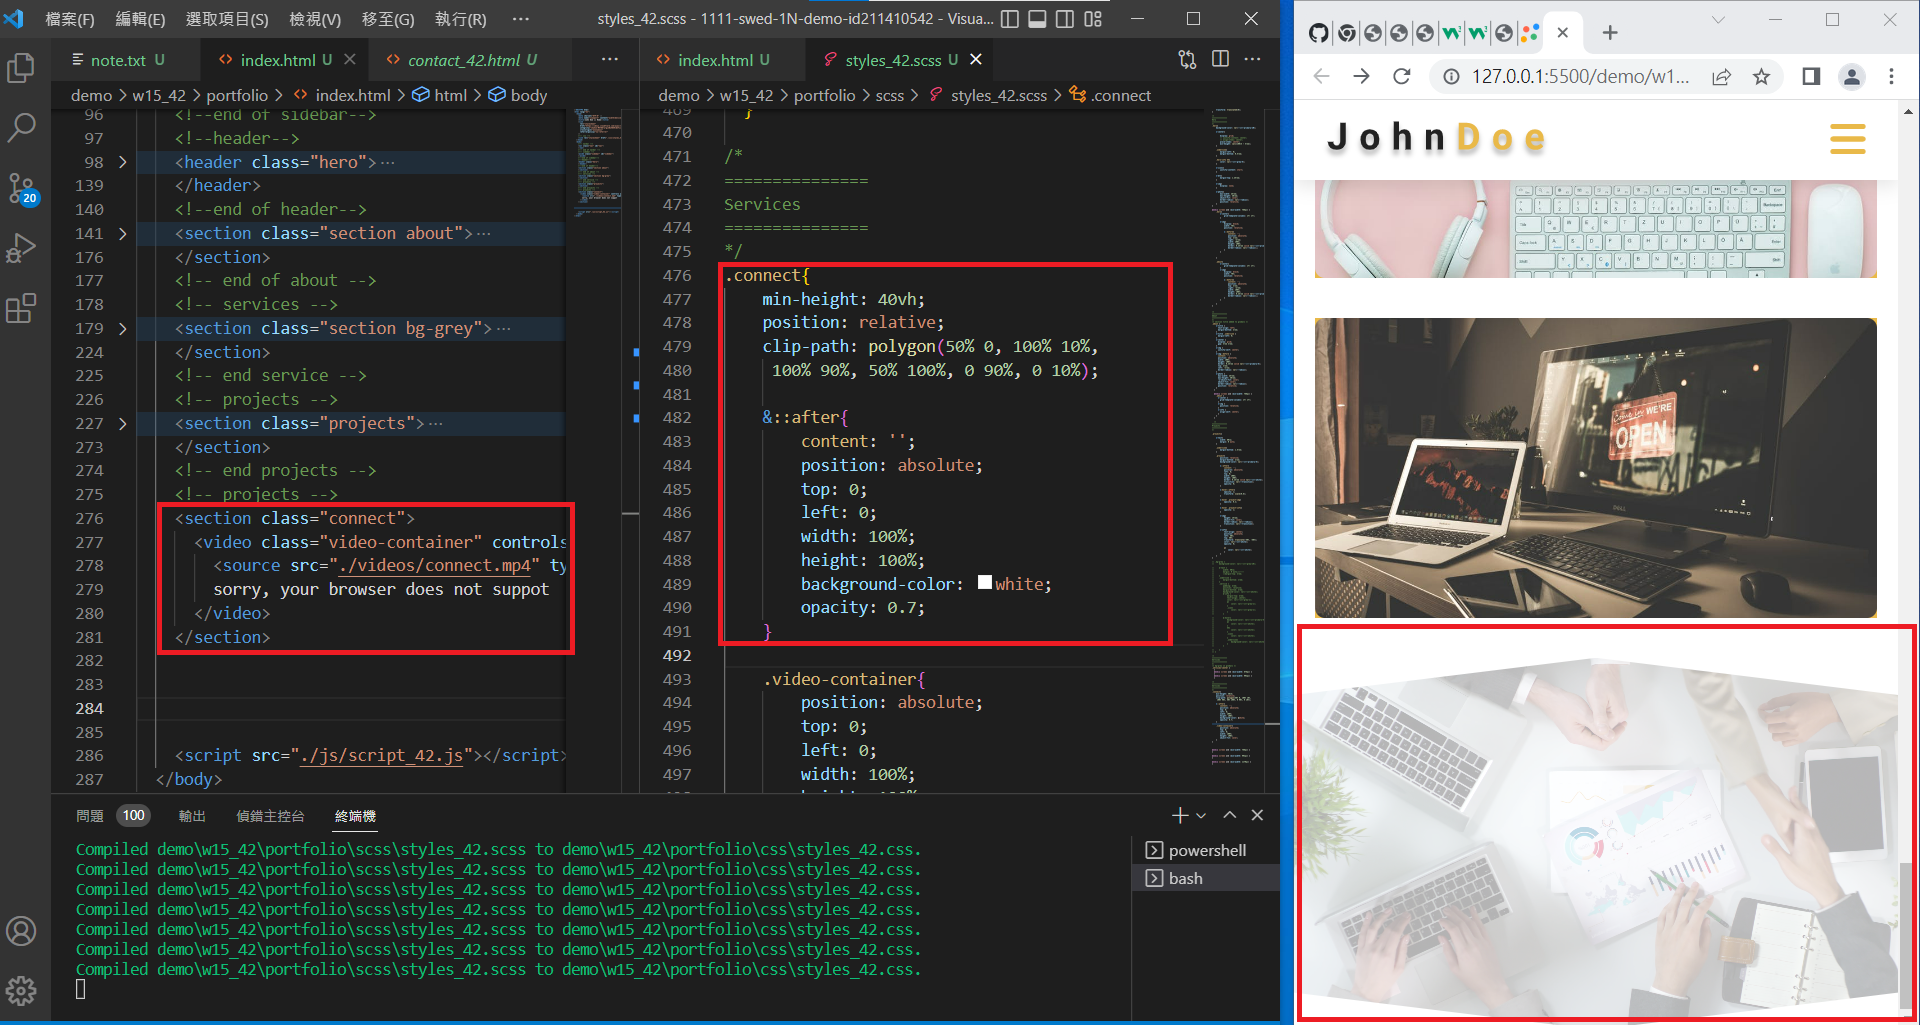 檔案(F) 編輯(E) 選取項目(S) 檢視(V) 移至(G) 執行(R) ··· styles_42.scss - 1111-swed-1N-demo-id211410542 - Visua...
note.txt U index.html U contact_42.html U ···
index.html U styles_42.scss U ···
demo > w15_42 > portfolio > index.html > html > body
demo > w15_42 > portfolio > scss > styles_42.scss > .connect
96 <!--end of sidebar-->
97 <!--header-->
98 <header class="hero">···
139 </header>
140 <!--end of header-->
141 <section class="section about">···
176 </section>
177 <!-- end of about -->
178 <!-- services -->
179 <section class="section bg-grey">···
224 </section>
225 <!-- end service -->
226 <!-- projects -->
227 <section class="projects">···
273 </section>
274 <!-- end projects -->
275 <!-- projects -->
276 <section class="connect">
277 <video class="video-container" controls
278 <source src="./videos/connect.mp4" ty
279 sorry, your browser does not suppot
280 </video>
281 </section>
282
283
284
285
286 <script src="./js/script_42.js"></script>
287 </body>
469 }
470
471 /*
472 ===============
473 Services
474 ===============
475 */
476 .connect{
477 min-height: 40vh;
478 position: relative;
479 clip-path: polygon(50% 0, 100% 10%,
480 100% 90%, 50% 100%, 0 90%, 0 10%);
481
482 &::after{
483 content: '';
484 position: absolute;
485 top: 0;
486 left: 0;
487 width: 100%;
488 height: 100%;
489 background-color: white;
490 opacity: 0.7;
491 }
492
493 .video-container{
494 position: absolute;
495 top: 0;
496 left: 0;
497 width: 100%;
20
問題 100 輸出 偵錯主控台 終端機
Compiled demo\w15_42\portfolio\scss\styles_42.scss to demo\w15_42\portfolio\css\styles_42.css.
Compiled demo\w15_42\portfolio\scss\styles_42.scss to demo\w15_42\portfolio\css\styles_42.css.
Compiled demo\w15_42\portfolio\scss\styles_42.scss to demo\w15_42\portfolio\css\styles_42.css.
Compiled demo\w15_42\portfolio\scss\styles_42.scss to demo\w15_42\portfolio\css\styles_42.css.
Compiled demo\w15_42\portfolio\scss\styles_42.scss to demo\w15_42\portfolio\css\styles_42.css.
Compiled demo\w15_42\portfolio\scss\styles_42.scss to demo\w15_42\portfolio\css\styles_42.css.
Compiled demo\w15_42\portfolio\scss\styles_42.scss to demo\w15_42\portfolio\css\styles_42.css.
powershell
bash
127.0.0.1:5500/demo/w1...
JohnDoe
come in WE'RE
OPEN
DELL